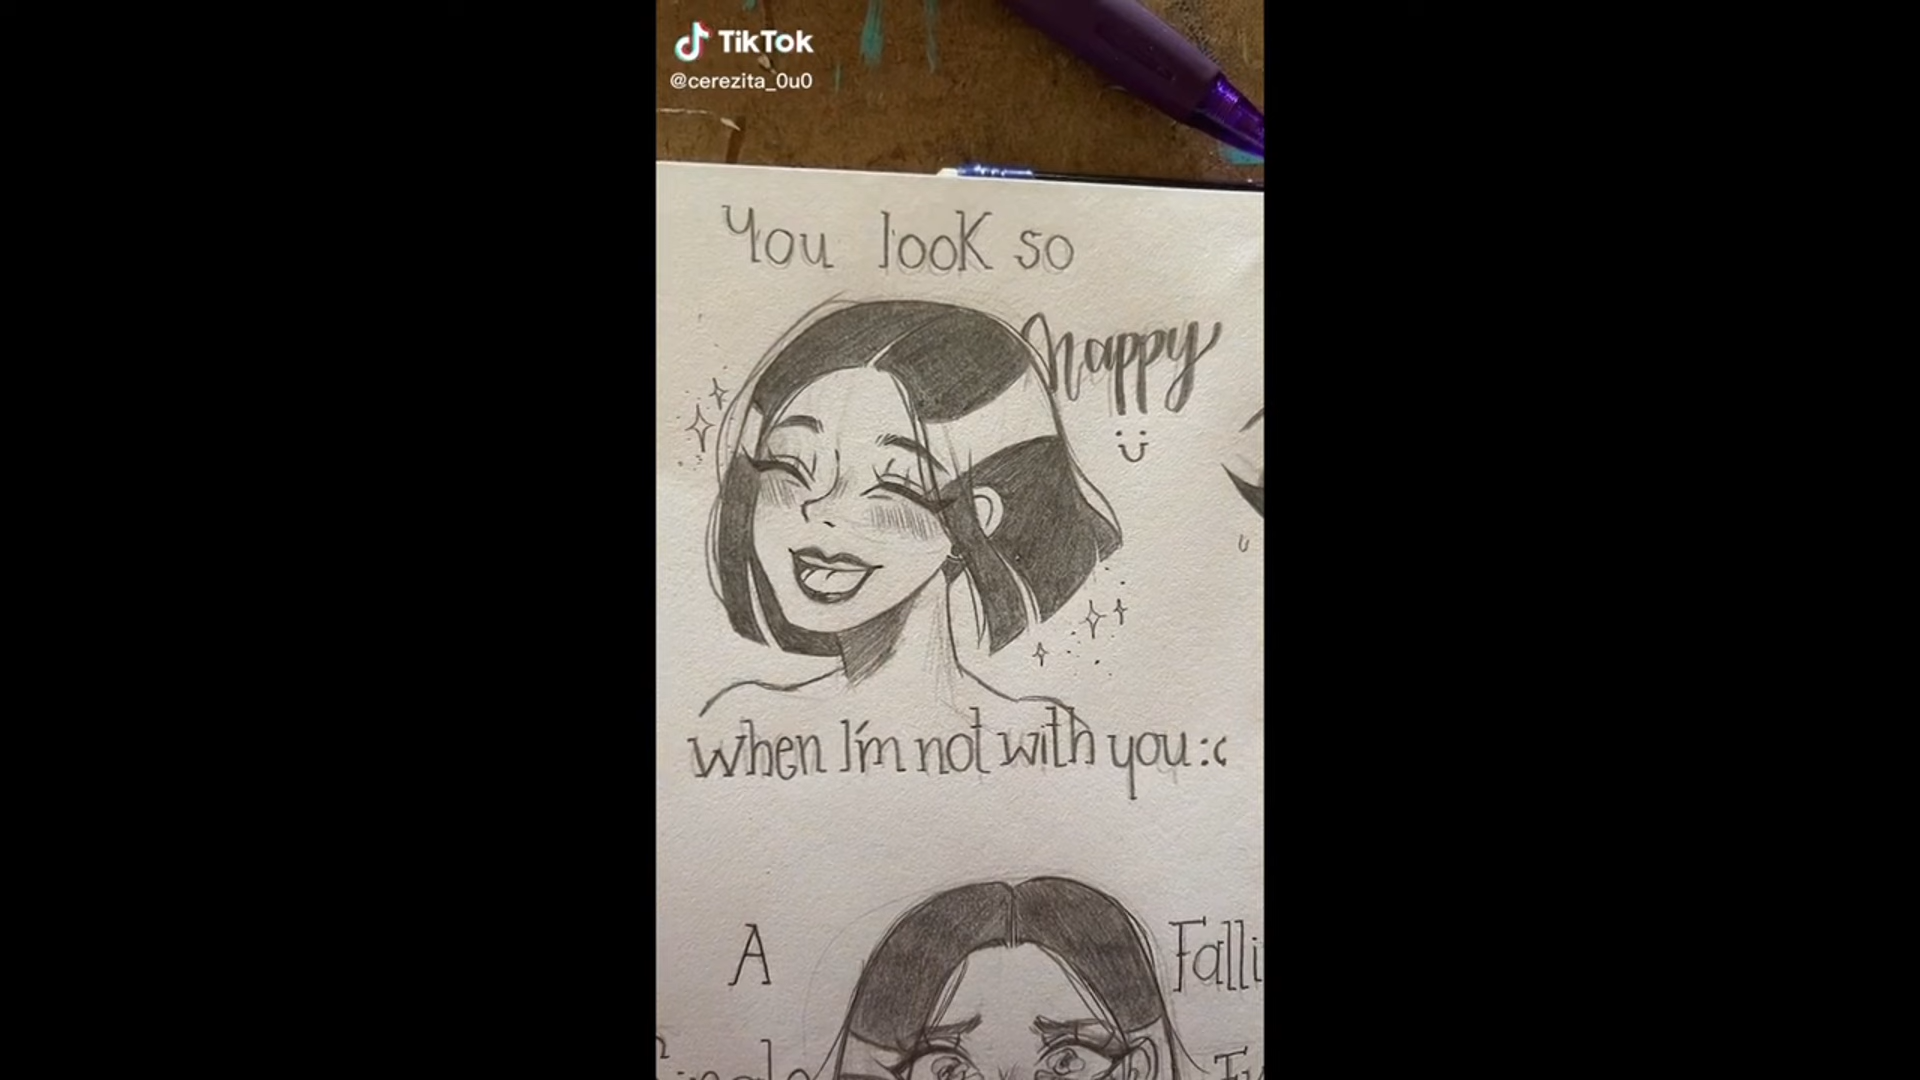 TikTok
@cerezita_0u0
You look so
happy
when I'm not with you :c
A
Falli